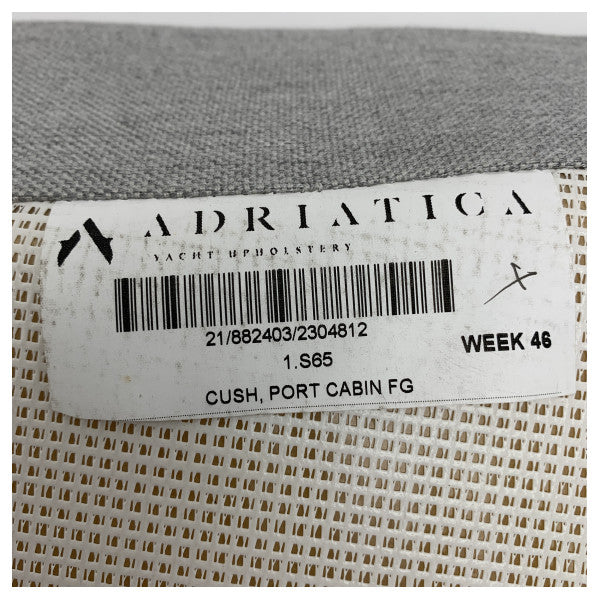 ADRIATICA
YACHT UPHOLSTERY
21/882403/2304812
1.S65
WEEK 46
CUSH, PORT CABIN FG